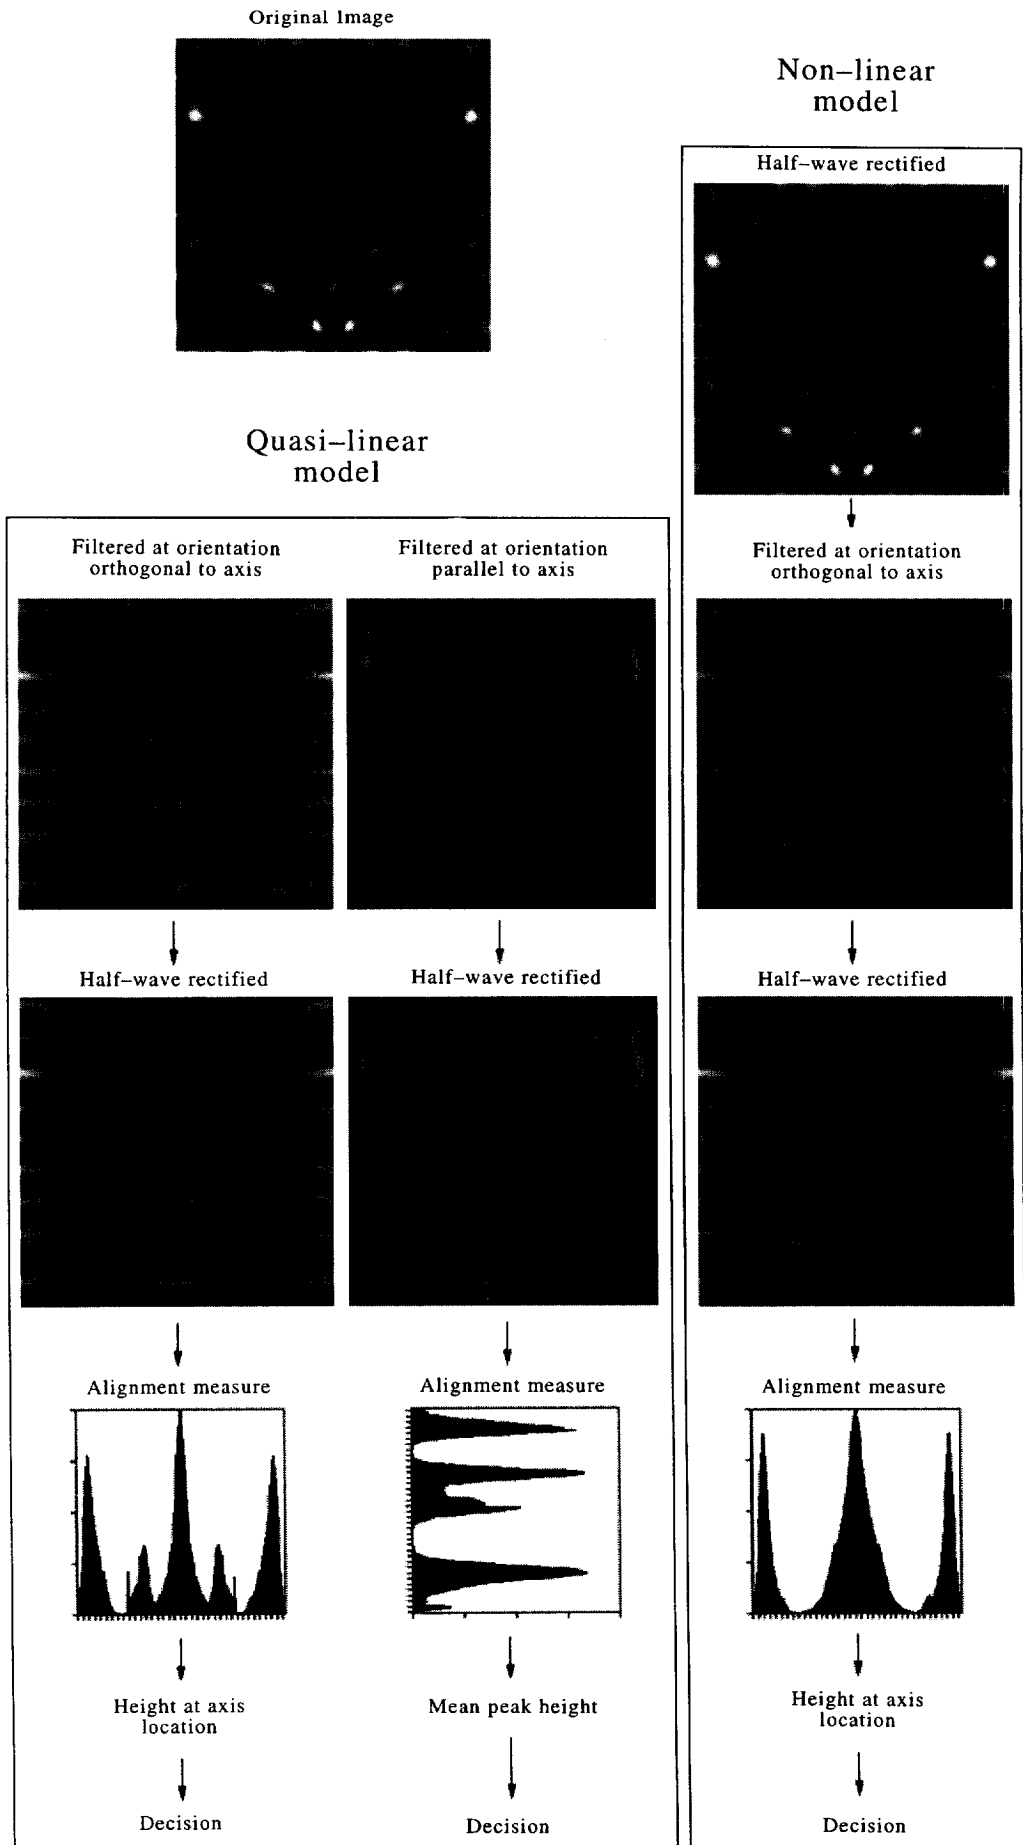 Original Image
Non–linear
model
Half–wave rectified
Quasi–linear
model
Filtered at orientation
orthogonal to axis
Filtered at orientation
parallel to axis
Filtered at orientation
orthogonal to axis
Half–wave rectified
Half–wave rectified
Half–wave rectified
Alignment measure
Alignment measure
Alignment measure
Height at axis
location
Mean peak height
Height at axis
location
Decision
Decision
Decision